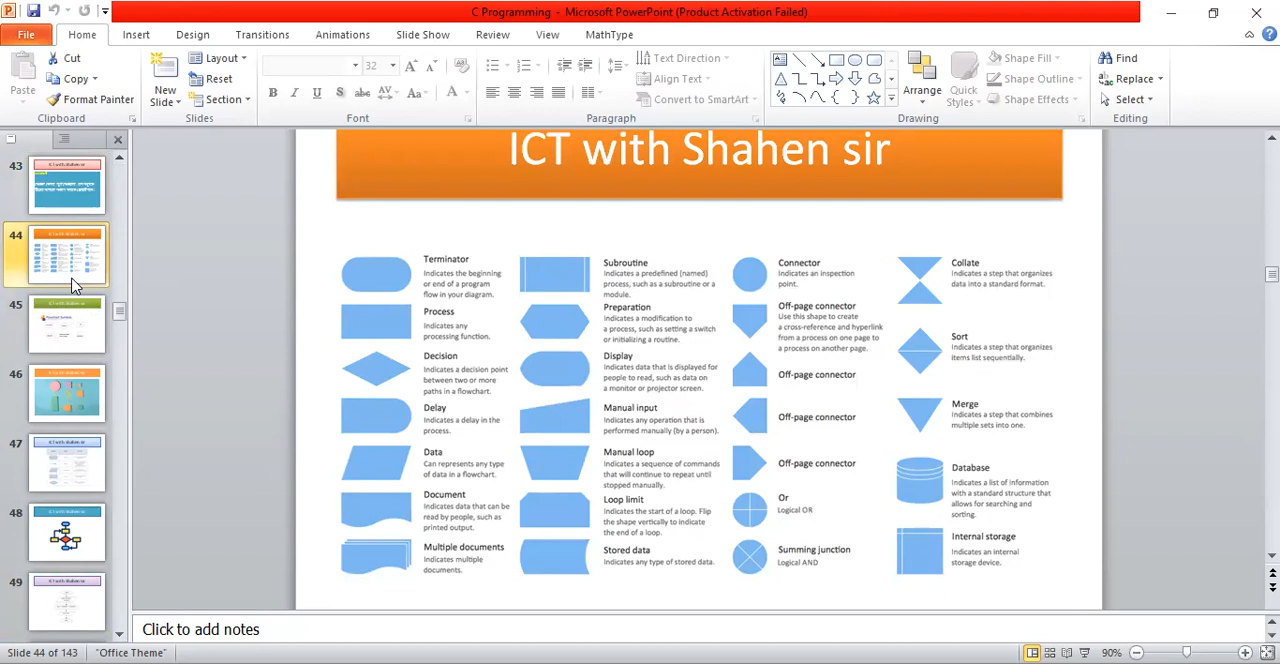 C Programming - Microsoft PowerPoint (Product Activation Failed)
File Home Insert Design Transitions Animations Slide Show Review View MathType
Paste
Cut
Copy
Format Painter
Clipboard
New
Slide
Layout
Reset
Section
Slides
32
B I U S abc AV Aa A
Font
Text Direction
Align Text
Convert to SmartArt
Paragraph
Arrange
Quick
Styles
Shape Fill
Shape Outline
Shape Effects
Drawing
Find
Replace
Select
Editing
43
44
45
46
47
48
49
ICT with Shahen sir
Terminator
Indicates the beginning
or end of a program
flow in your diagram.
Process
Indicates any
processing function.
Decision
Indicates a decision point
between two or more
paths in a flowchart.
Delay
Indicates a delay in the
process.
Data
Can represents any type
of data in a flowchart.
Document
Indicates data that can be
read by people, such as
printed output.
Multiple documents
Indicates multiple
documents.
Subroutine
Indicates a predefined (named)
process, such as a subroutine or a
module.
Preparation
Indicates a modification to
a process, such as setting a switch
or initializing a routine.
Display
Indicates data that is displayed for
people to read, such as data on
a monitor or projector screen.
Manual input
Indicates any operation that is
performed manually (by a person).
Manual loop
Indicates a sequence of commands
that will continue to repeat until
stopped manually.
Loop limit
Indicates the start of a loop. Flip
the shape vertically to indicate
the end of a loop.
Stored data
Indicates any type of stored data.
Connector
Indicates an inspection
point.
Off-page connector
Use this shape to create
a cross-reference and hyperlink
from a process on one page to
a process on another page.
Off-page connector
Off-page connector
Off-page connector
Or
Logical OR
Summing junction
Logical AND
Collate
Indicates a step that organizes
data into a standard format.
Sort
Indicates a step that organizes
items list sequentially.
Merge
Indicates a step that combines
multiple sets into one.
Database
Indicates a list of information
with a standard structure that
allows for searching and
sorting.
Internal storage
Indicates an internal
storage device.
Click to add notes
Slide 44 of 143 "Office Theme" 90%